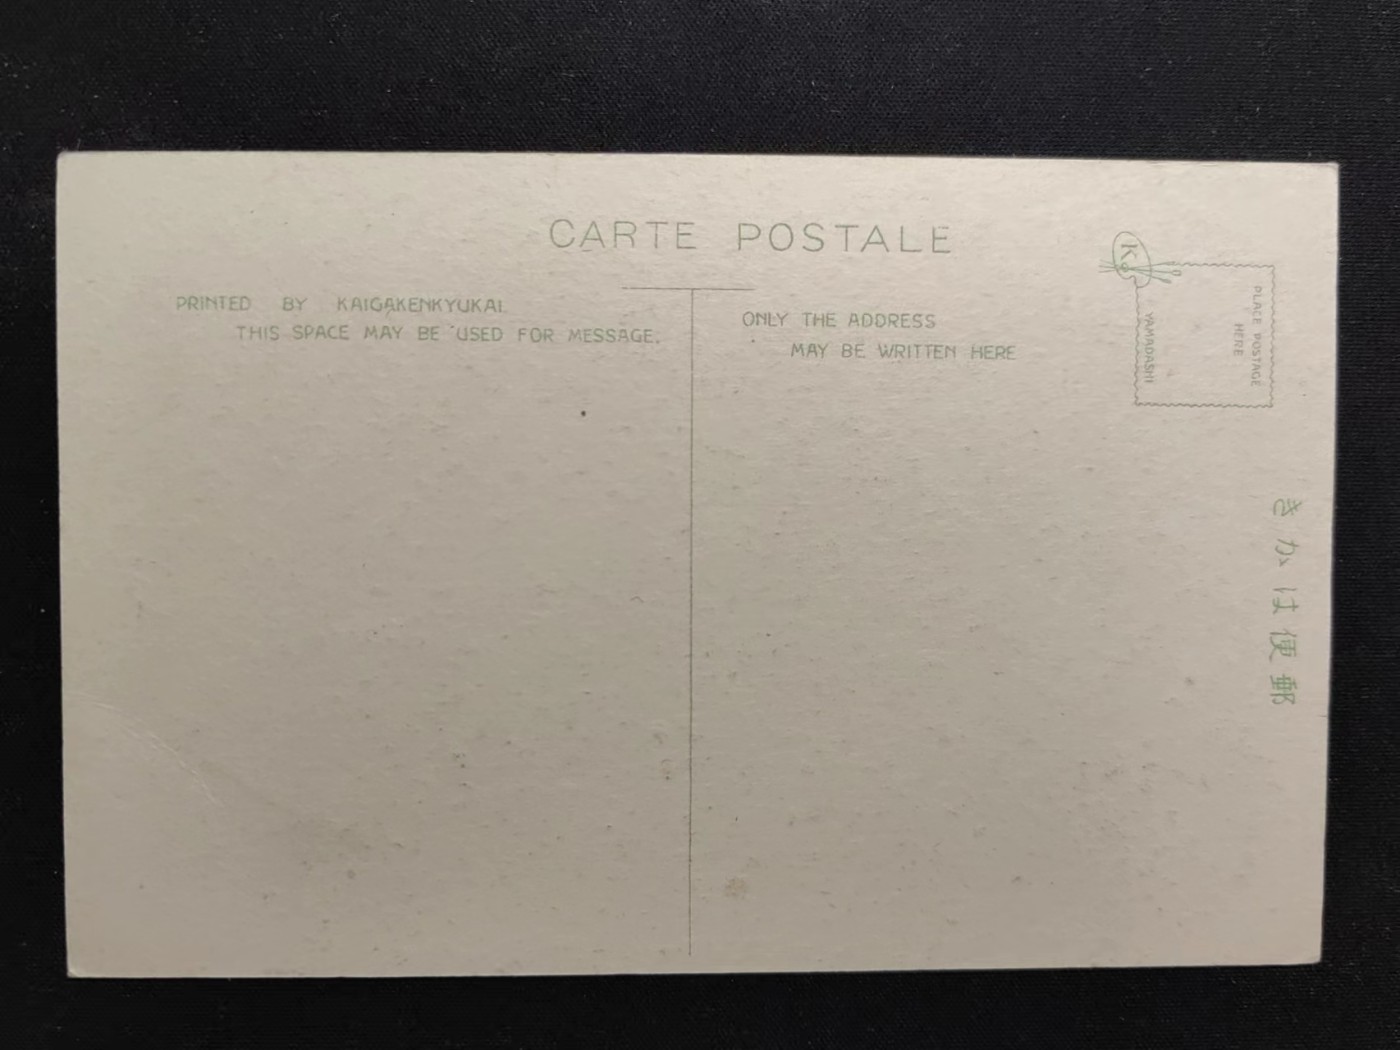 CARTE POSTALE
PRINTED BY KAIGAKENKYUKAI
THIS SPACE MAY BE USED FOR MESSAGE.
ONLY THE ADDRESS
MAY BE WRITTEN HERE
K
PLACE POSTAGE
HERE
YAMADASHI
きかは便郵